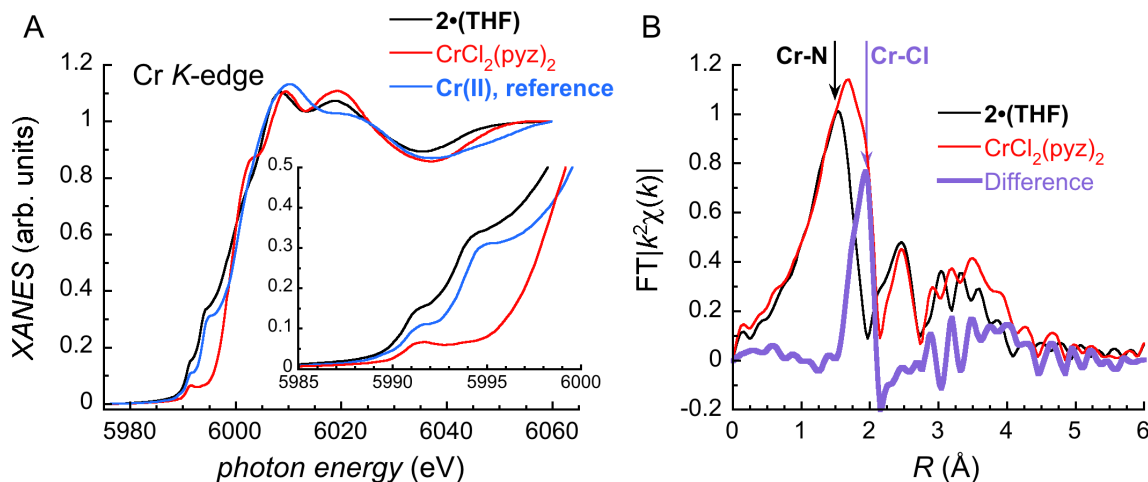 A
2•(THF)
CrCl2(pyz)2
Cr(II), reference
Cr K-edge
XANES (arb. units)
1.2
1
0.8
0.6
0.4
0.2
0
0.5
0.4
0.3
0.2
0.1
0
5985
5990
5995
6000
5980
6000
6020
6040
6060
photon energy (eV)
B
Cr-N
Cr-Cl
2•(THF)
CrCl2(pyz)2
Difference
FT|k2χ(k)|
1.2
1
0.8
0.6
0.4
0.2
0
-0.2
0
1
2
3
4
5
6
R (Å)